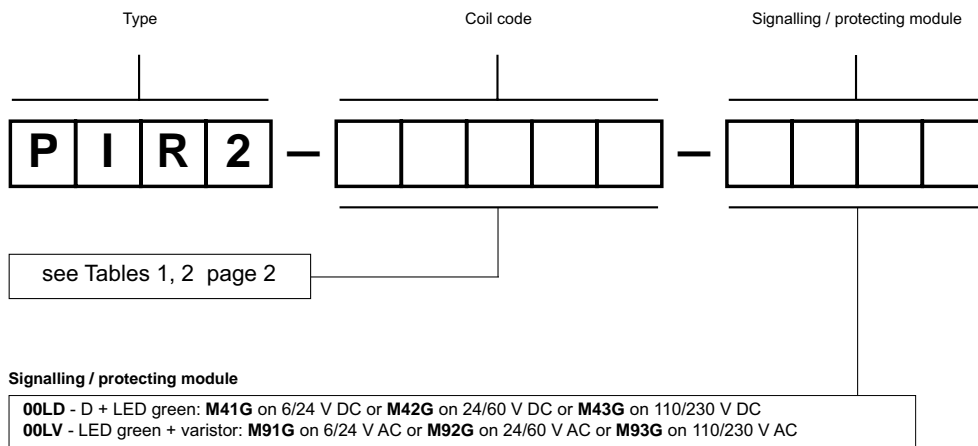 Type Coil code Signalling / protecting module
P I R 2 – –
see Tables 1, 2 page 2
Signalling / protecting module
00LD - D + LED green: M41G on 6/24 V DC or M42G on 24/60 V DC or M43G on 110/230 V DC
00LV - LED green + varistor: M91G on 6/24 V AC or M92G on 24/60 V AC or M93G on 110/230 V AC